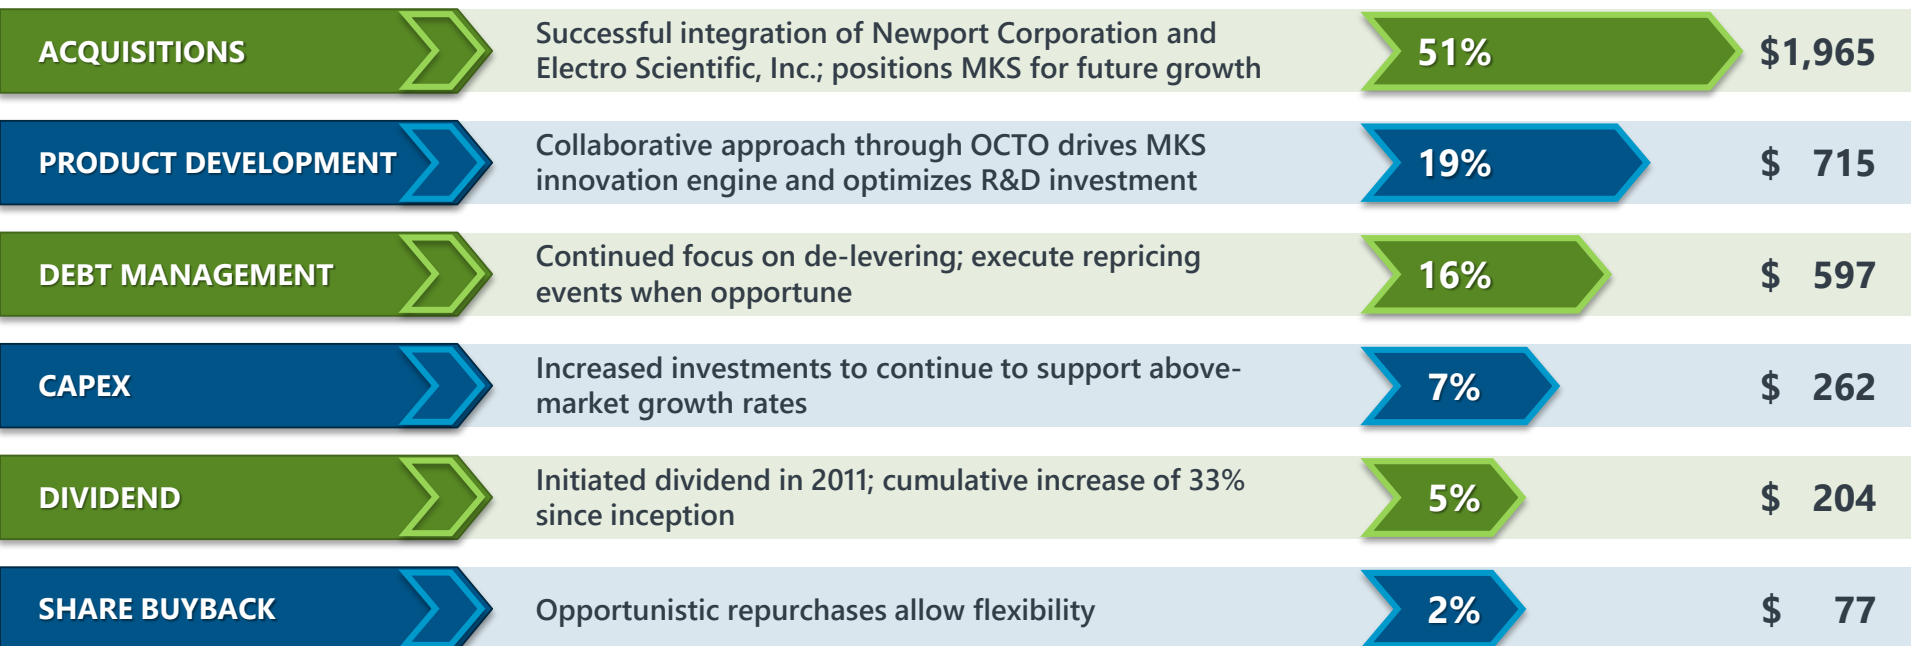 ACQUISITIONS
Successful integration of Newport Corporation and
Electro Scientific, Inc.; positions MKS for future growth
51%
$1,965
PRODUCT DEVELOPMENT
Collaborative approach through OCTO drives MKS
innovation engine and optimizes R&D investment
19%
$ 715
DEBT MANAGEMENT
Continued focus on de-levering; execute repricing
events when opportune
16%
$ 597
CAPEX
Increased investments to continue to support above-
market growth rates
7%
$ 262
DIVIDEND
Initiated dividend in 2011; cumulative increase of 33%
since inception
5%
$ 204
SHARE BUYBACK
Opportunistic repurchases allow flexibility
2%
$ 77